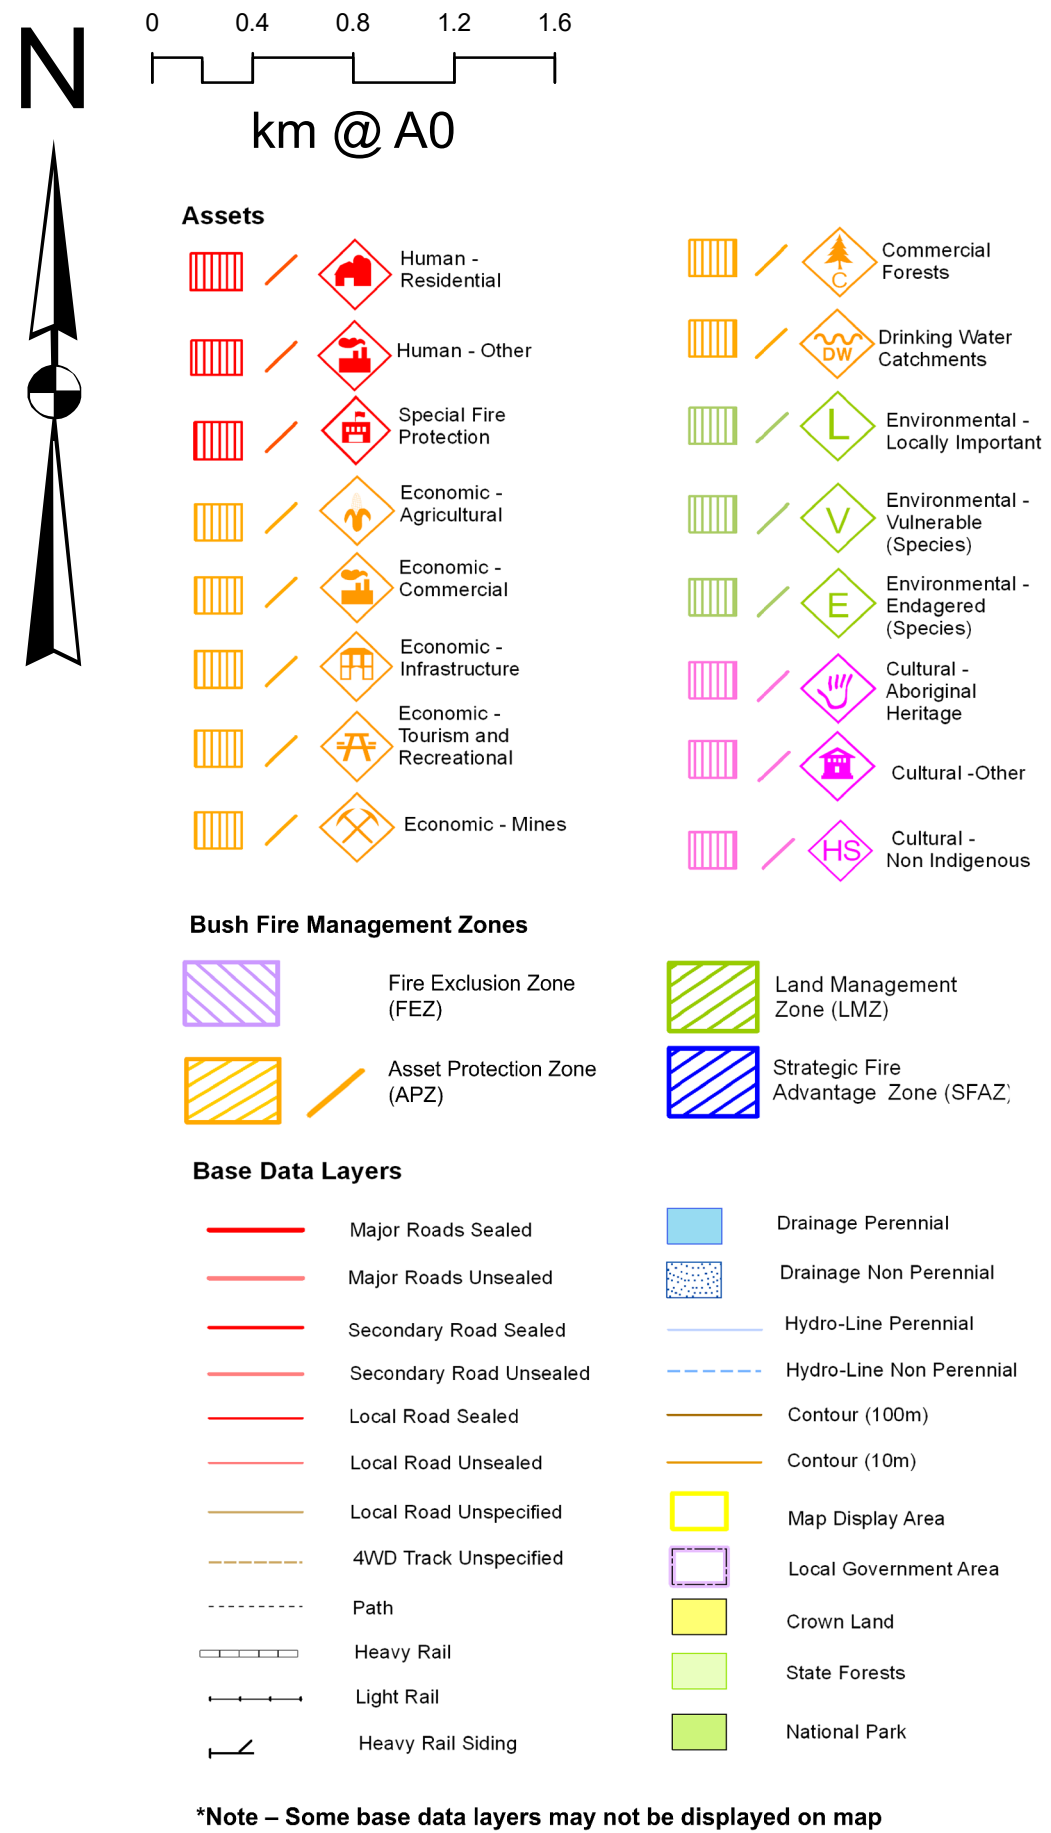 N
0 0.4 0.8 1.2 1.6
km @ A0
Assets
Human -
Residential
Human - Other
Special Fire
Protection
Economic -
Agricultural
Economic -
Commercial
Economic -
Infrastructure
Economic -
Tourism and
Recreational
Economic - Mines
C
Commercial
Forests
DW
Drinking Water
Catchments
L
Environmental -
Locally Important
V
Environmental -
Vulnerable
(Species)
E
Environmental -
Endagered
(Species)
Cultural -
Aboriginal
Heritage
Cultural -Other
HS
Cultural -
Non Indigenous
Bush Fire Management Zones
Fire Exclusion Zone
(FEZ)
Asset Protection Zone
(APZ)
Land Management
Zone (LMZ)
Strategic Fire
Advantage Zone (SFAZ)
Base Data Layers
Major Roads Sealed
Major Roads Unsealed
Secondary Road Sealed
Secondary Road Unsealed
Local Road Sealed
Local Road Unsealed
Local Road Unspecified
4WD Track Unspecified
Path
Heavy Rail
Light Rail
Heavy Rail Siding
Drainage Perennial
Drainage Non Perennial
Hydro-Line Perennial
Hydro-Line Non Perennial
Contour (100m)
Contour (10m)
Map Display Area
Local Government Area
Crown Land
State Forests
National Park
*Note – Some base data layers may not be displayed on map